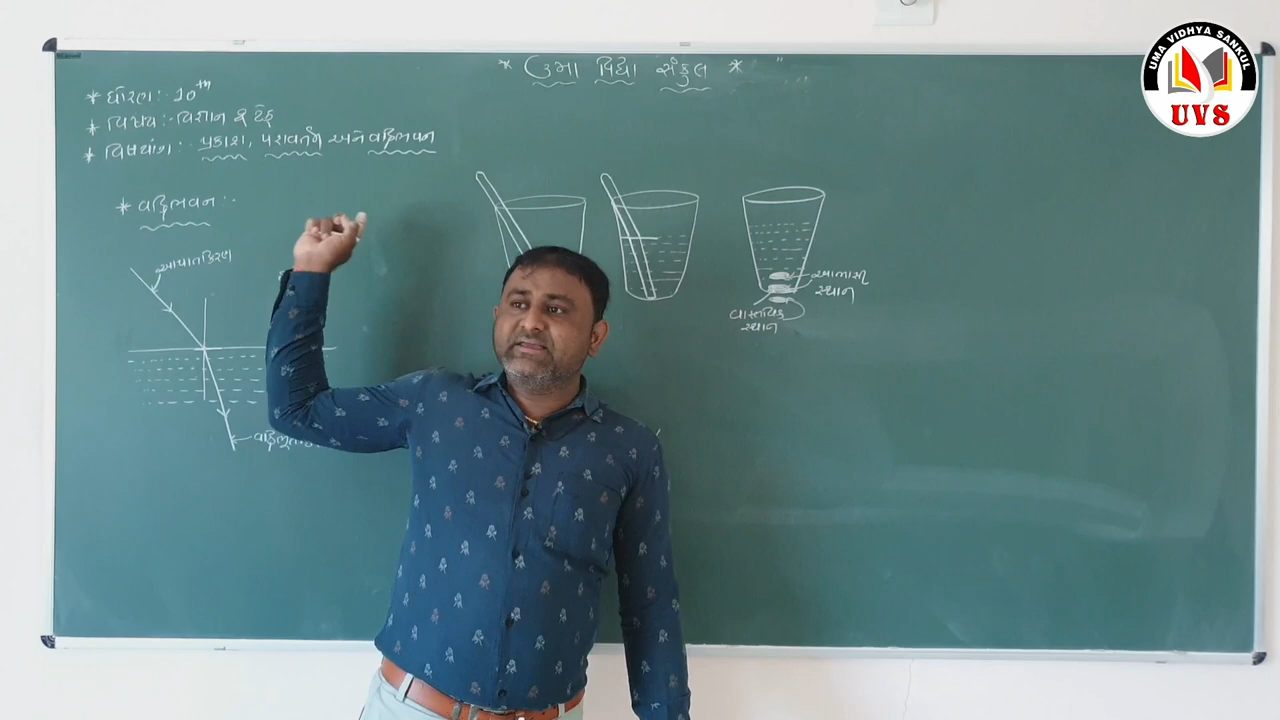 * ઉમા વિદ્યા સંકુલ *
* ધોરણ :- 10th
* વિષય :- વિજ્ઞાન & ટેક્
* વિષયાંગ :- પ્રકાશ, પરાવર્તન અને વક્રીભવન
* વક્રીભવન :-
આપાતકિરણ
વક્રીભૂત
આભાસી
સ્થાન
વાસ્તવિક
સ્થાન
UMA VIDHYA SANKUL
UVS